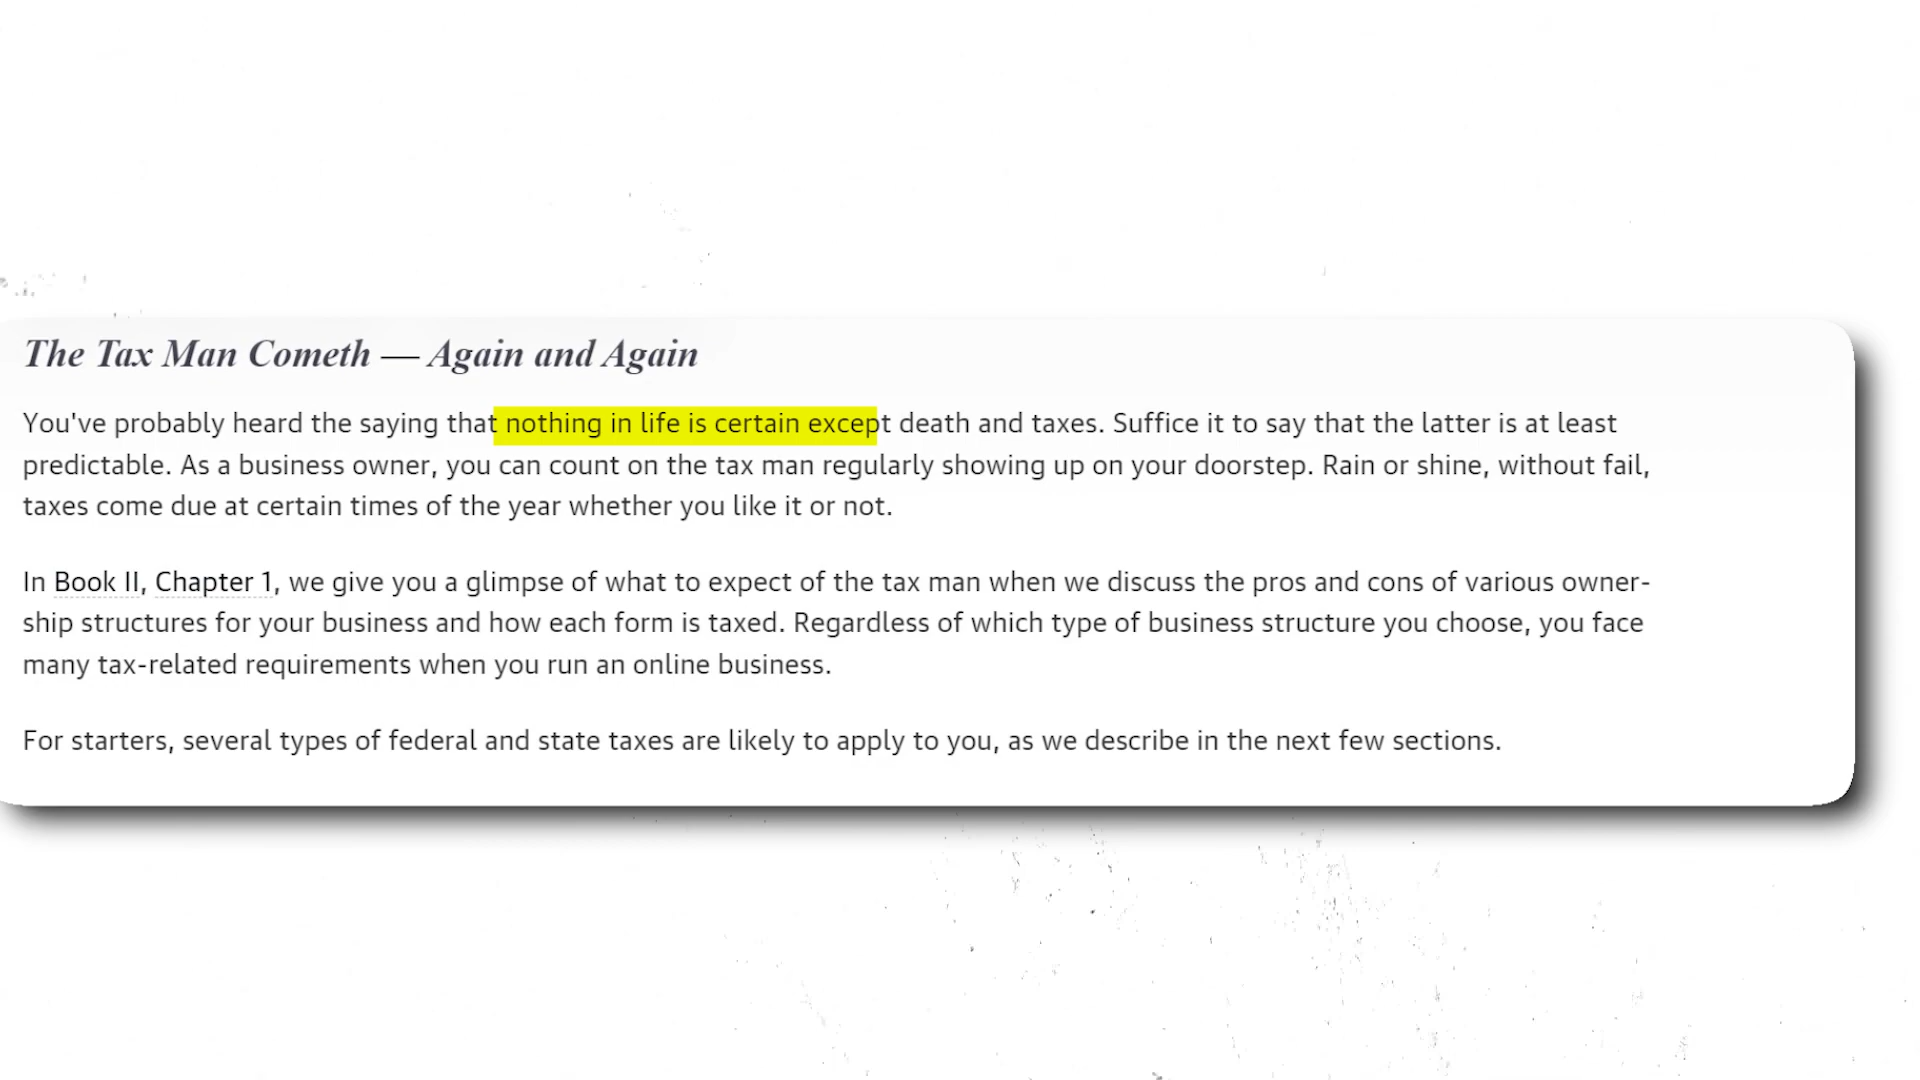 The Tax Man Cometh — Again and Again
You've probably heard the saying that nothing in life is certain except death and taxes. Suffice it to say that the latter is at least
predictable. As a business owner, you can count on the tax man regularly showing up on your doorstep. Rain or shine, without fail,
taxes come due at certain times of the year whether you like it or not.
In Book II, Chapter 1, we give you a glimpse of what to expect of the tax man when we discuss the pros and cons of various owner-
ship structures for your business and how each form is taxed. Regardless of which type of business structure you choose, you face
many tax-related requirements when you run an online business.
For starters, several types of federal and state taxes are likely to apply to you, as we describe in the next few sections.